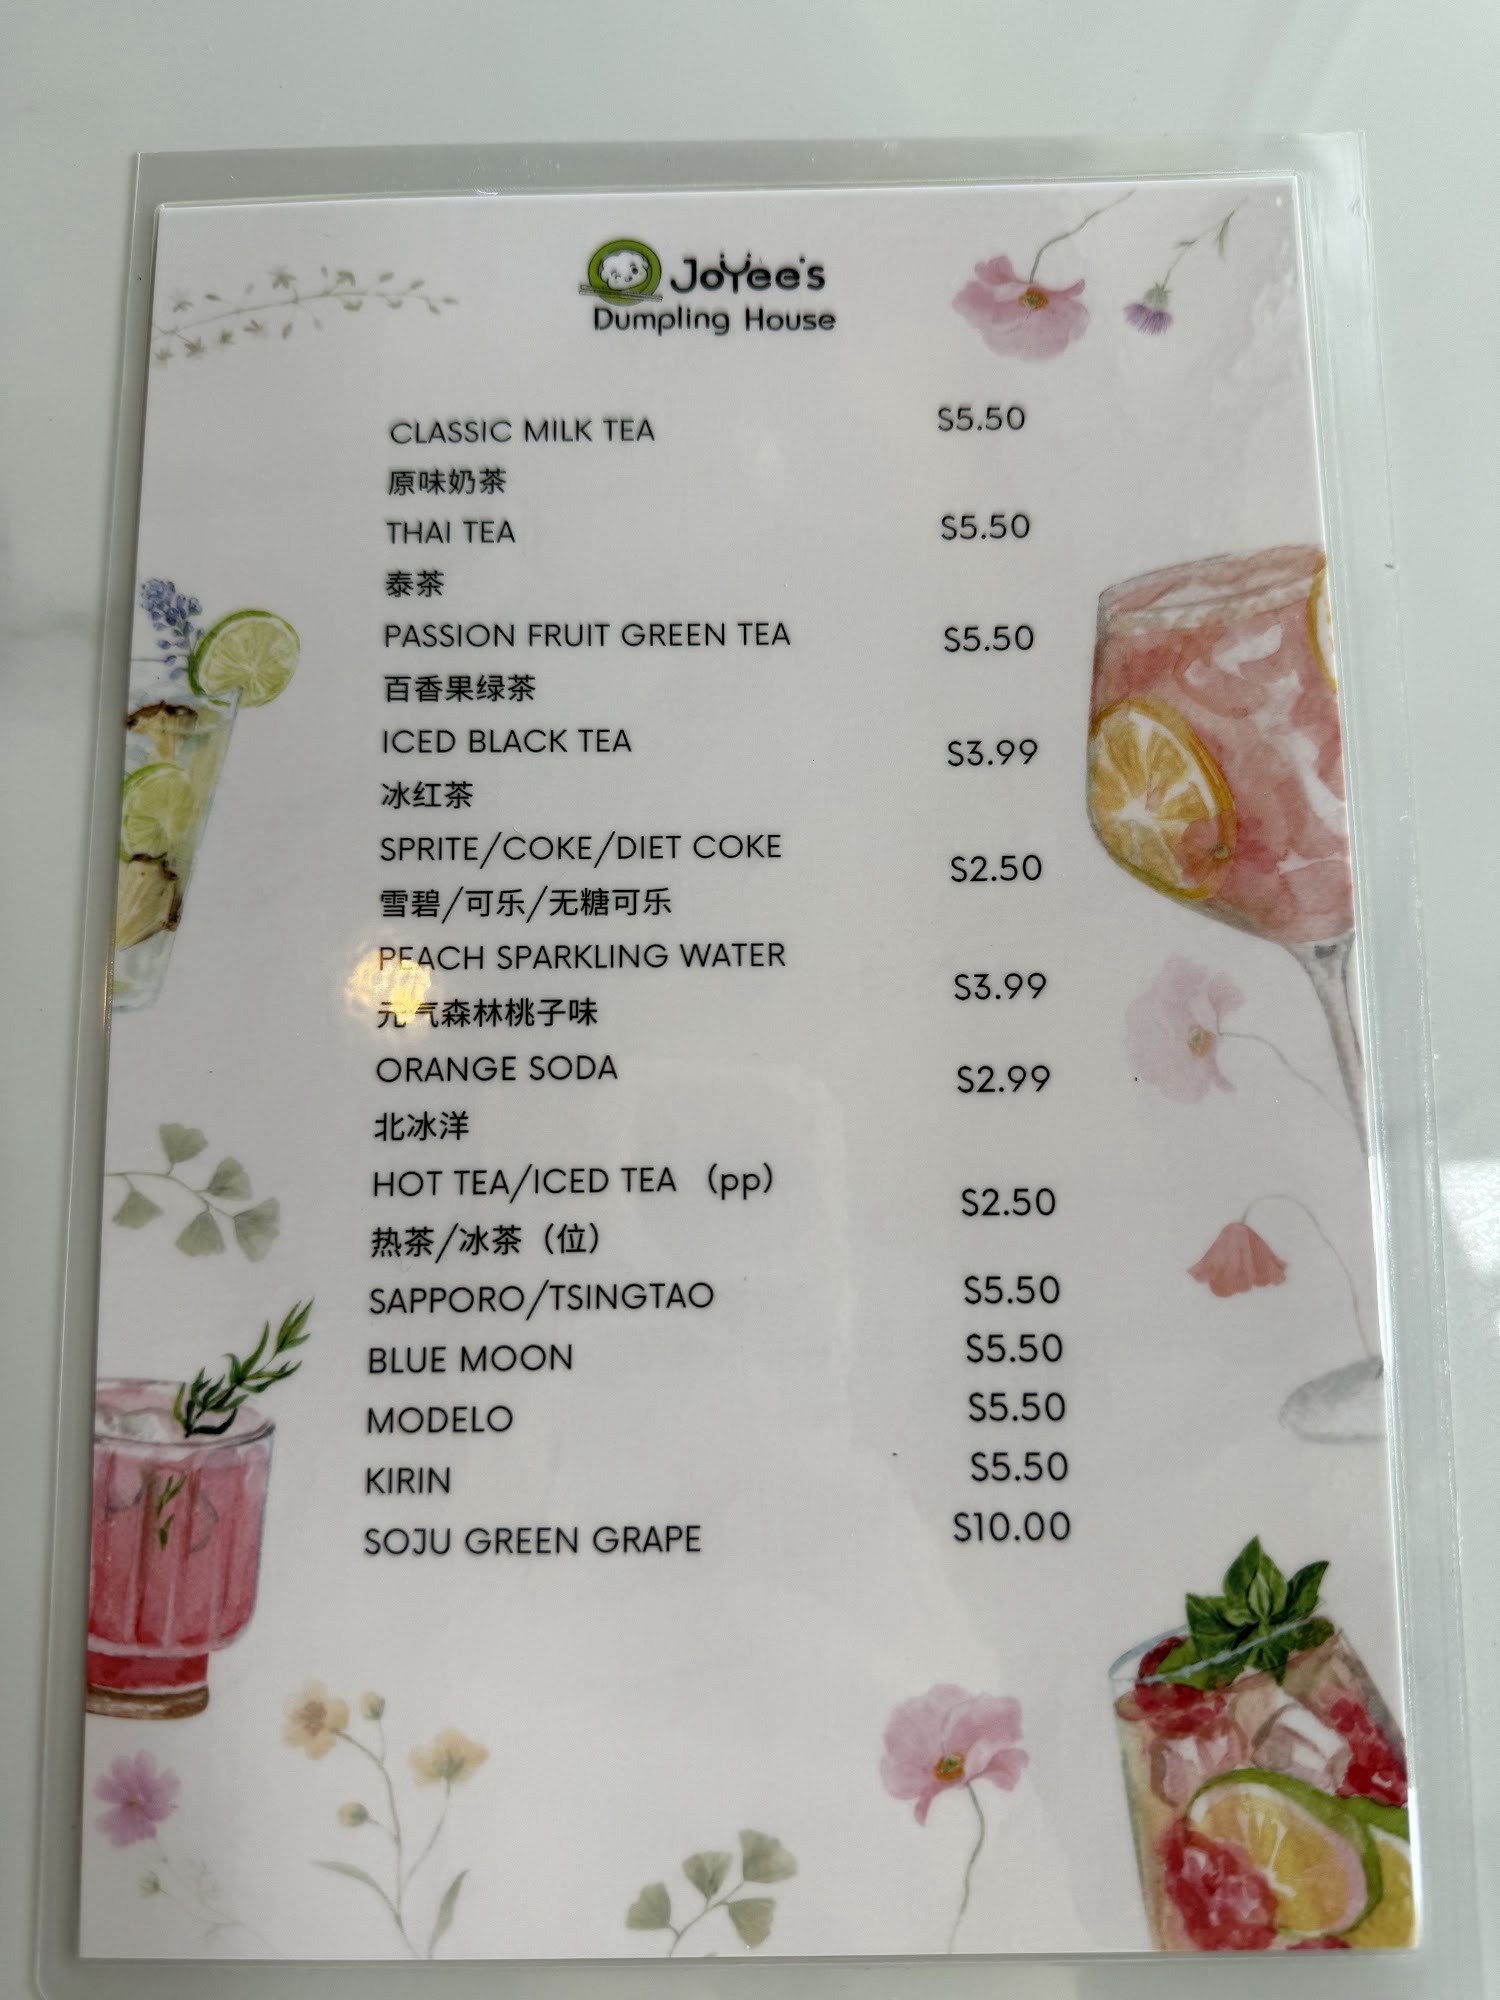 JoYee's
Dumpling House
CLASSIC MILK TEA $5.50
原味奶茶
THAI TEA $5.50
泰茶
PASSION FRUIT GREEN TEA $5.50
百香果绿茶
ICED BLACK TEA $3.99
冰红茶
SPRITE/COKE/DIET COKE $2.50
雪碧/可乐/无糖可乐
PEACH SPARKLING WATER $3.99
元气森林桃子味
ORANGE SODA $2.99
北冰洋
HOT TEA/ICED TEA （pp） $2.50
热茶/冰茶（位）
SAPPORO/TSINGTAO $5.50
BLUE MOON $5.50
MODELO $5.50
KIRIN $5.50
SOJU GREEN GRAPE $10.00